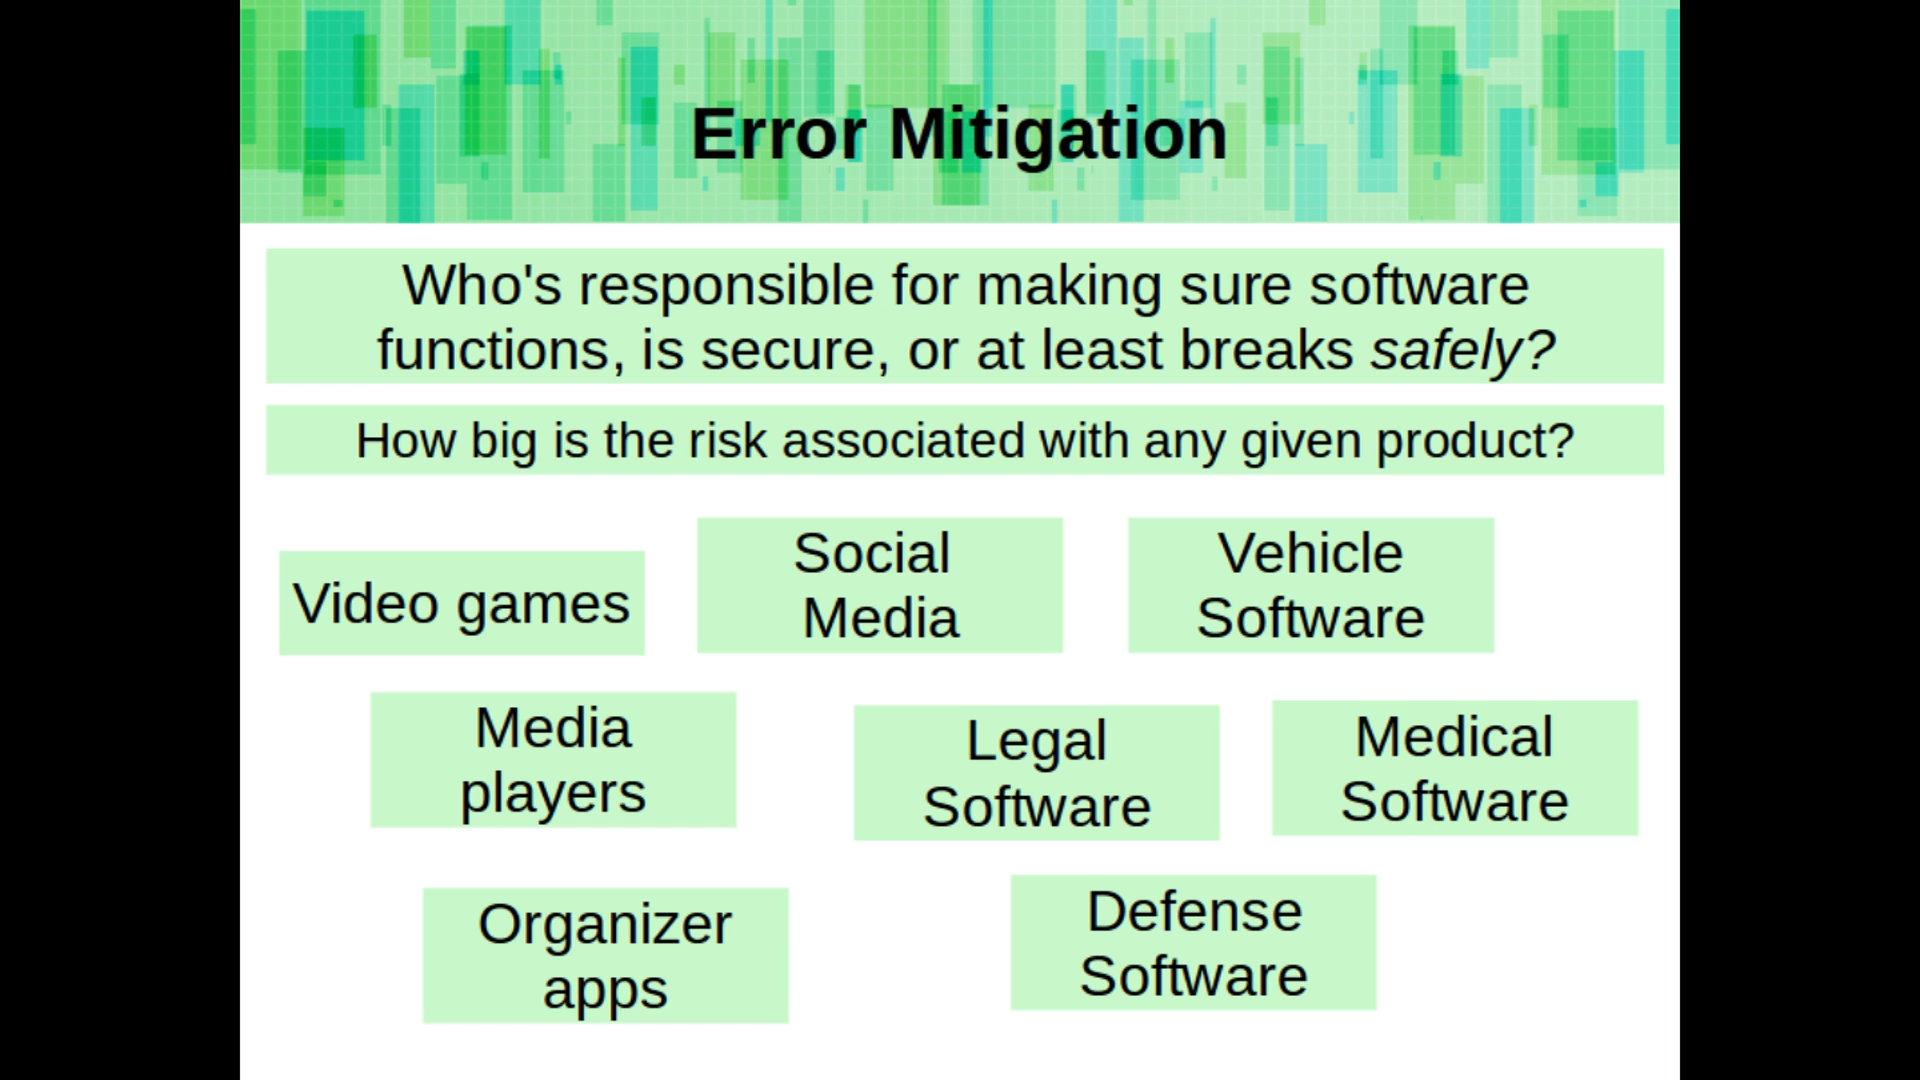 Error Mitigation
Who's responsible for making sure software
functions, is secure, or at least breaks safely?
How big is the risk associated with any given product?
Video games
Social
Media
Vehicle
Software
Media
players
Legal
Software
Medical
Software
Organizer
apps
Defense
Software